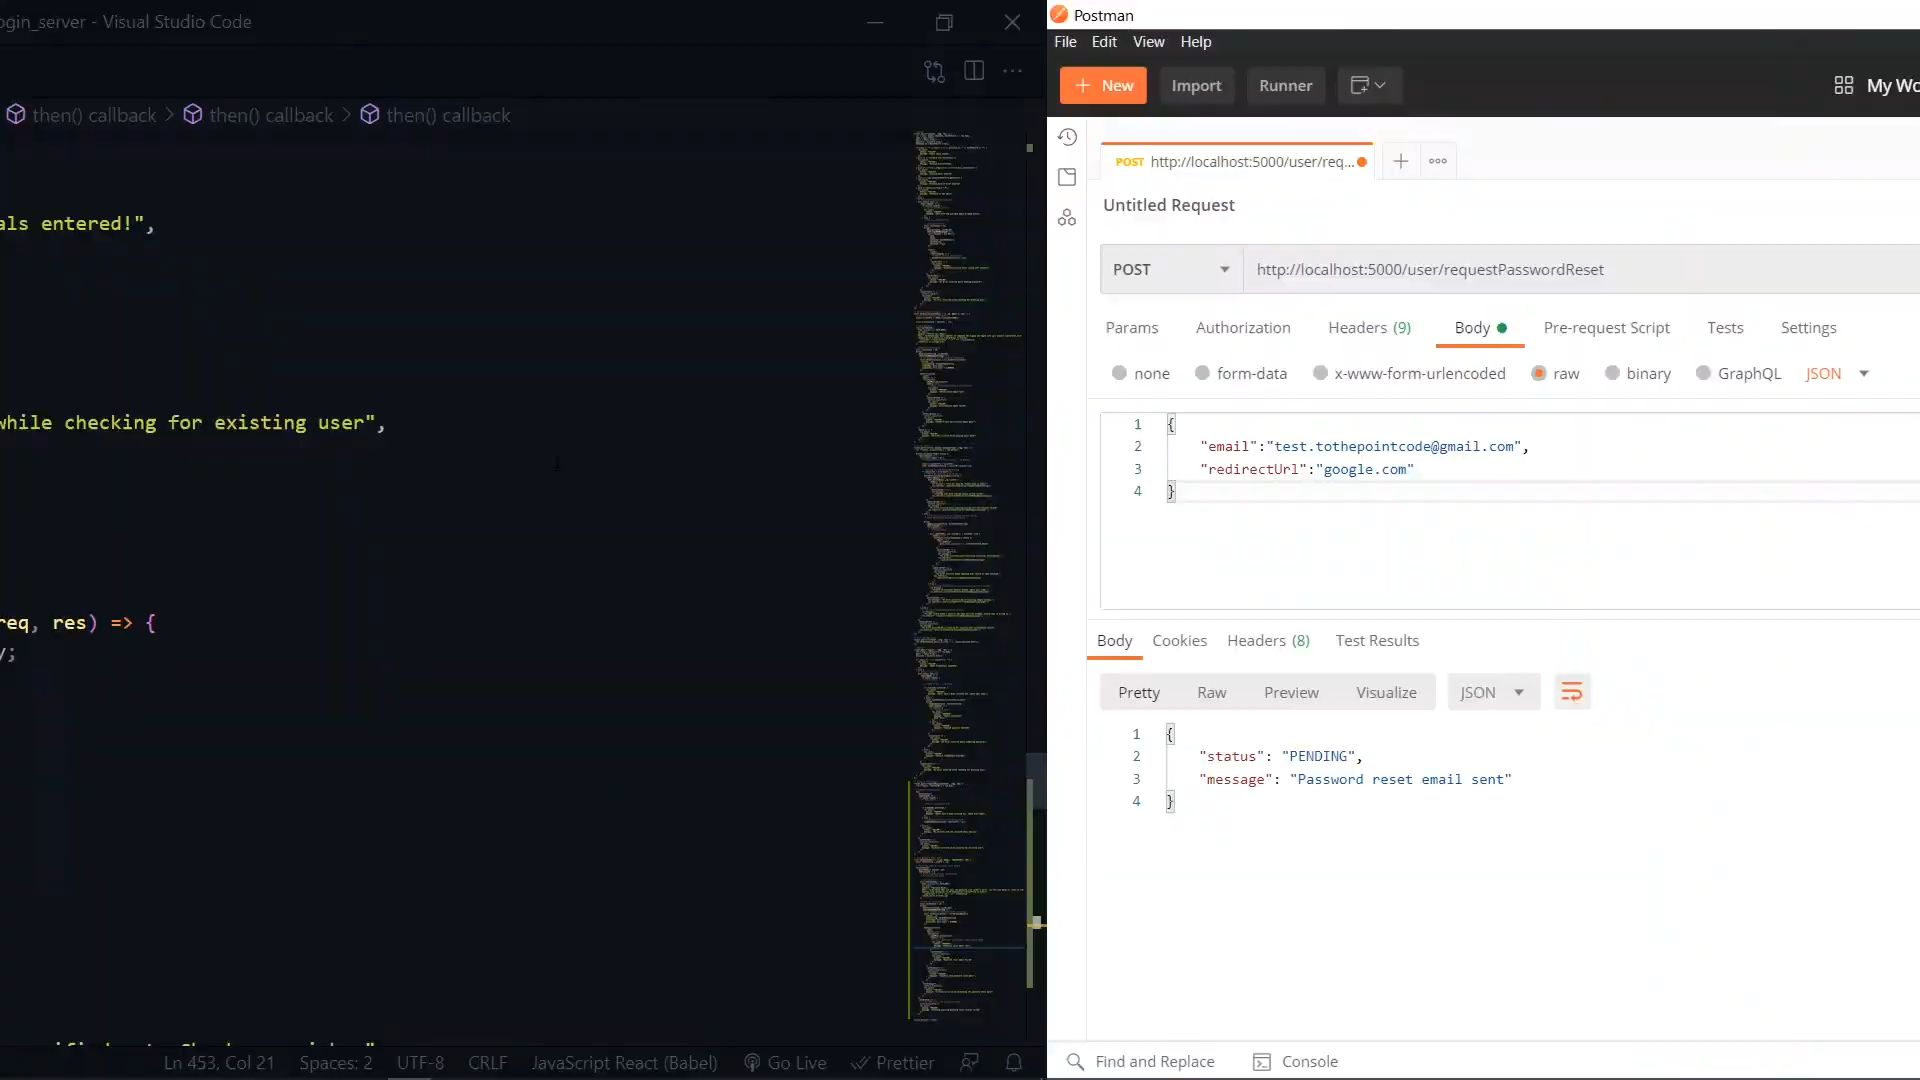 ogin_server - Visual Studio Code
then() callback > then() callback > then() callback
als entered!",
while checking for existing user",
req, res) => {
y;
Ln 453, Col 21
Spaces: 2
UTF-8
CRLF
JavaScript React (Babel)
Go Live
Prettier
Postman
File Edit View Help
+ New
Import
Runner
My Wo
POST http://localhost:5000/user/req...
Untitled Request
POST
http://localhost:5000/user/requestPasswordReset
Params Authorization Headers (9) Body Pre-request Script Tests Settings
none form-data x-www-form-urlencoded raw binary GraphQL JSON
1 {
2 "email":"test.tothepointcode@gmail.com",
3 "redirectUrl":"google.com"
4 }
Body Cookies Headers (8) Test Results
Pretty Raw Preview Visualize JSON
1 {
2 "status": "PENDING",
3 "message": "Password reset email sent"
4 }
Find and Replace
Console